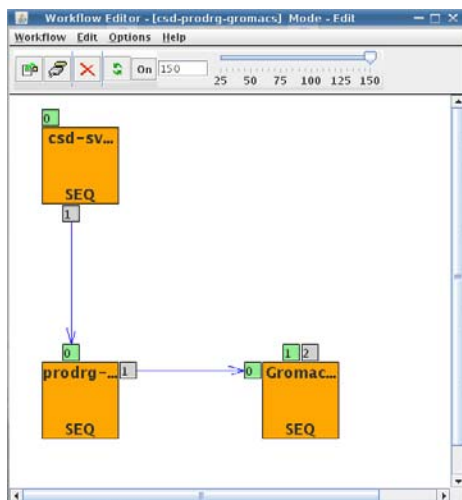 Workflow Editor - [csd-prodrg-gromacs] Mode - Edit
Workflow Edit Options Help
On 150
25 50 75 100 125 150
0
csd-sv...
SEQ
1
0 1 2
prodrg-... 1 0 Gromac...
SEQ SEQ